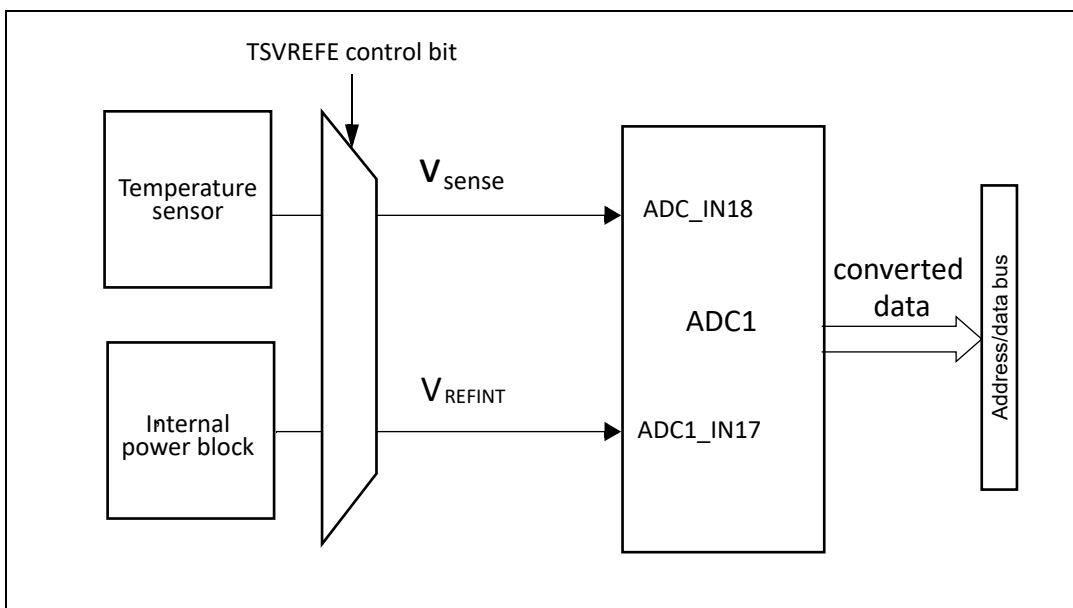 TSVREFE control bit
Temperature
sensor
Vsense
ADC_IN18
converted
data
ADC1
Address/data bus
VREFINT
Internal
power block
ADC1_IN17